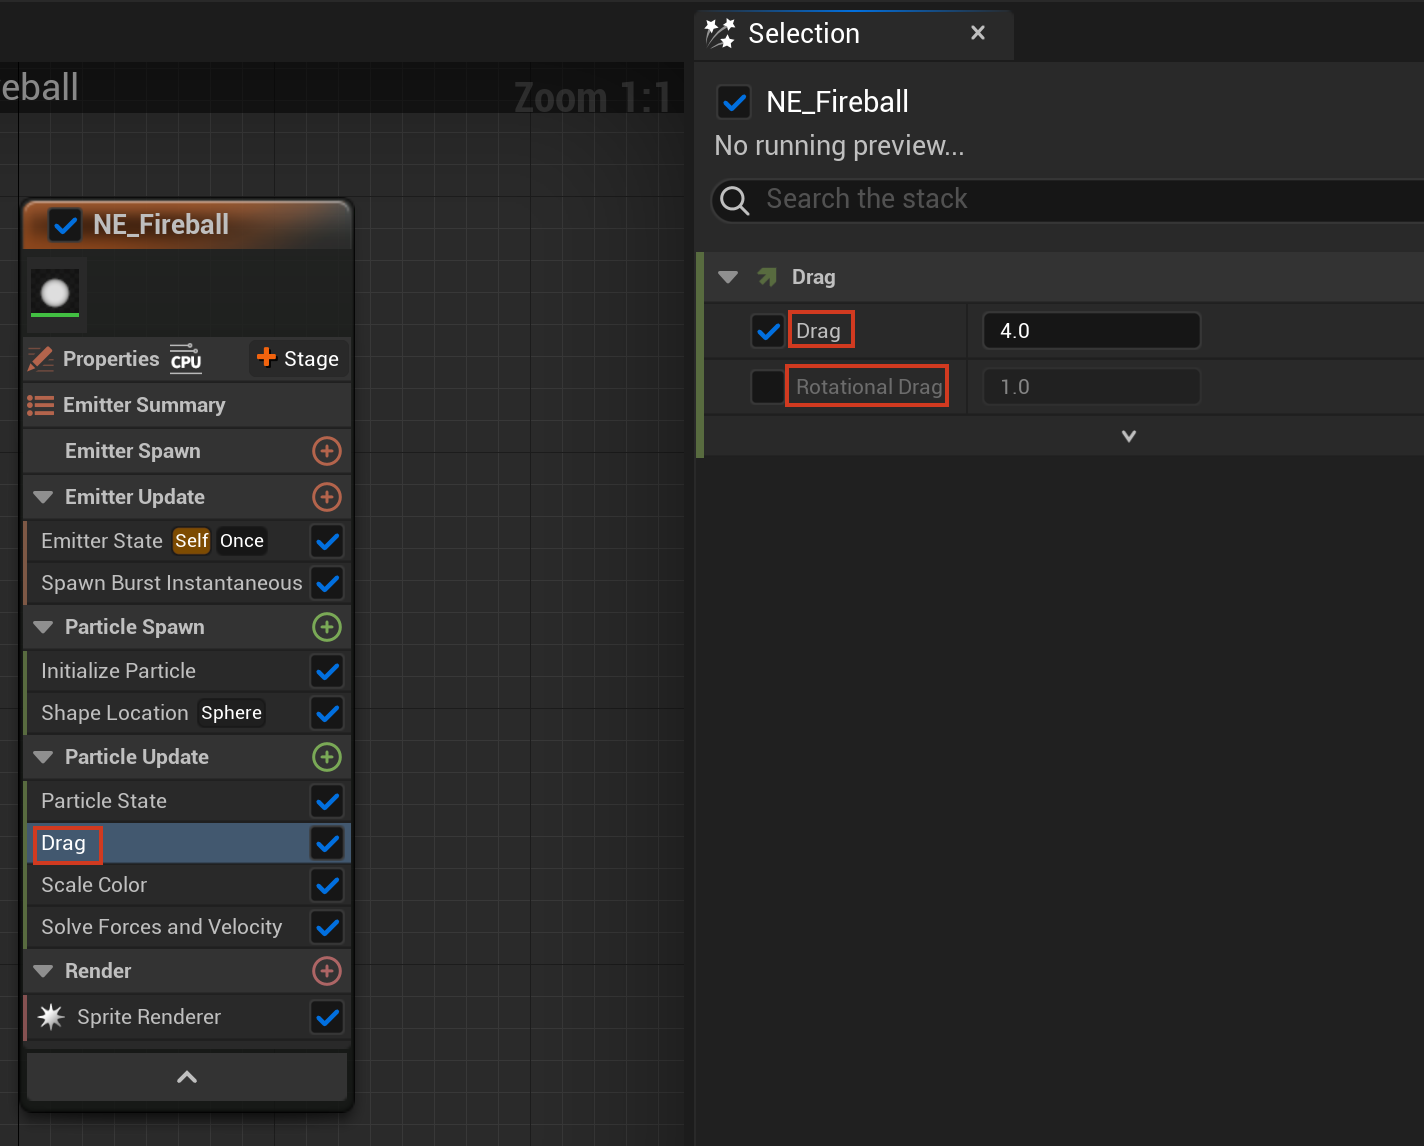 eball
Zoom 1:1
NE_Fireball
Properties CPU Stage
Emitter Summary
Emitter Spawn
Emitter Update
Emitter State Self Once
Spawn Burst Instantaneous
Particle Spawn
Initialize Particle
Shape Location Sphere
Particle Update
Particle State
Drag
Scale Color
Solve Forces and Velocity
Render
Sprite Renderer
Selection
NE_Fireball
No running preview...
Search the stack
Drag
Drag 4.0
Rotational Drag 1.0